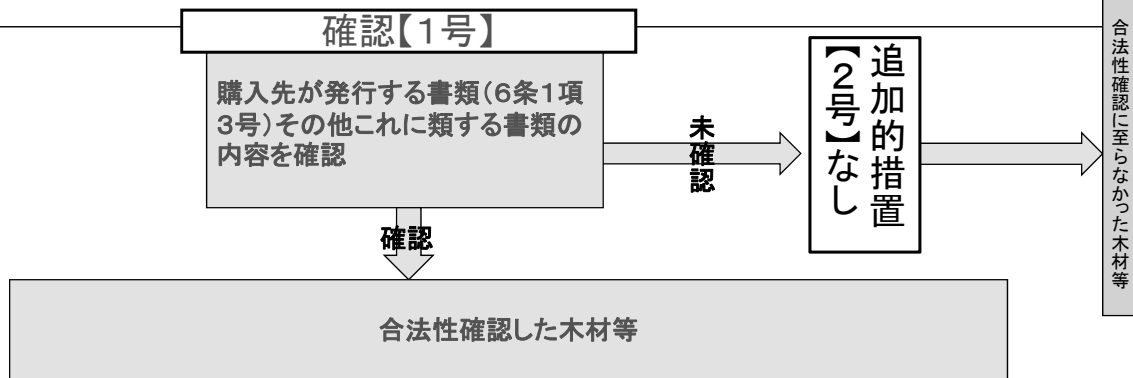 確認【1号】
購入先が発行する書類(6条1項
3号)その他これに類する書類の
内容を確認
未確認
追加的措置
【2号】なし
合法性確認に至らなかった木材等
確認
合法性確認した木材等